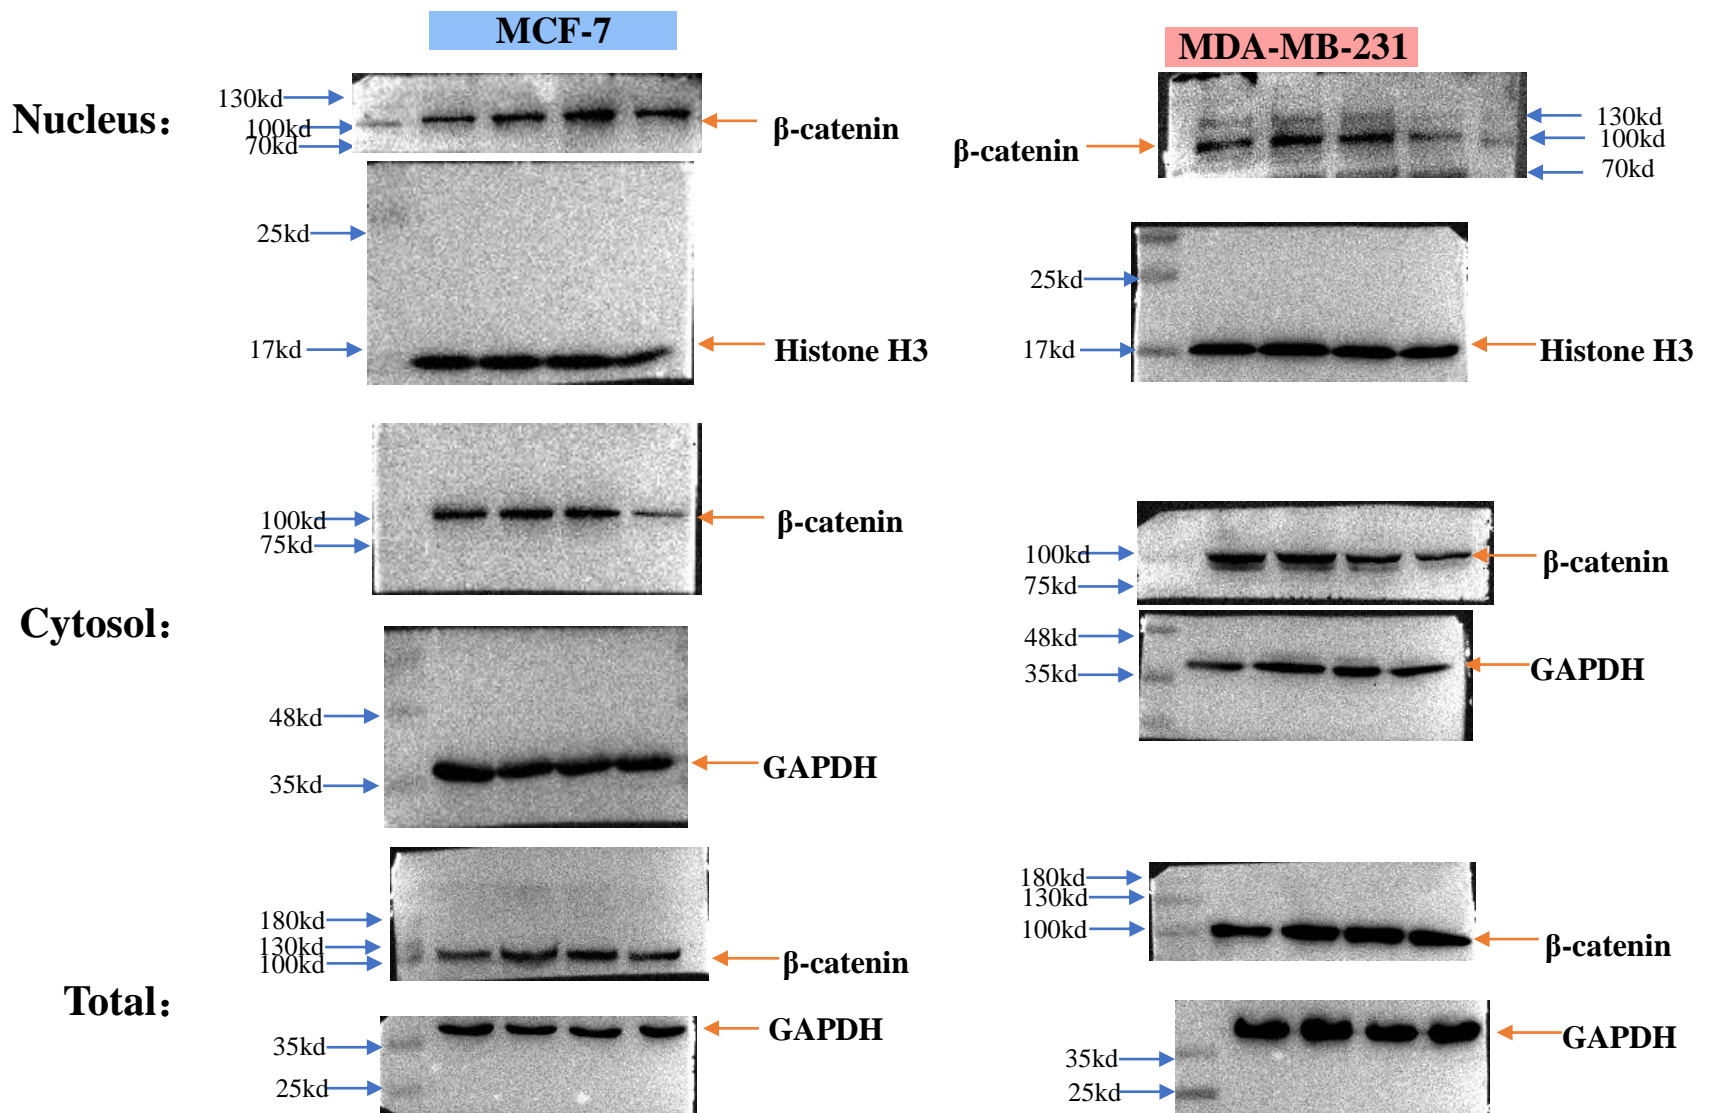 MCF-7
MDA-MB-231
Nucleus：
130kd
100kd
70kd
β-catenin
β-catenin
130kd
100kd
70kd
25kd
17kd
Histone H3
25kd
17kd
Histone H3
Cytosol：
100kd
75kd
β-catenin
100kd
75kd
β-catenin
48kd
35kd
GAPDH
48kd
35kd
GAPDH
Total：
180kd
130kd
100kd
β-catenin
180kd
130kd
100kd
β-catenin
35kd
25kd
GAPDH
35kd
25kd
GAPDH